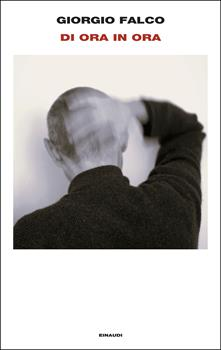 GIORGIO FALCO
DI ORA IN ORA
EINAUDI